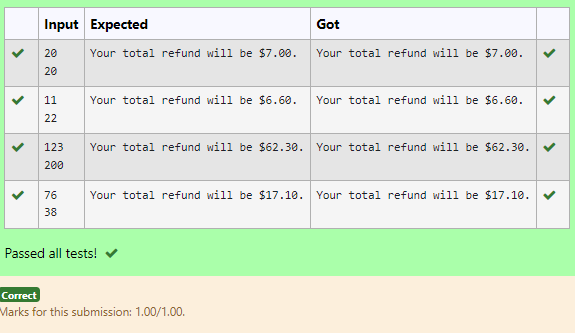 Input Expected Got
20 Your total refund will be $7.00. Your total refund will be $7.00.
20
11 Your total refund will be $6.60. Your total refund will be $6.60.
22
123 Your total refund will be $62.30. Your total refund will be $62.30.
200
76 Your total refund will be $17.10. Your total refund will be $17.10.
38
Passed all tests!
Correct
Marks for this submission: 1.00/1.00.